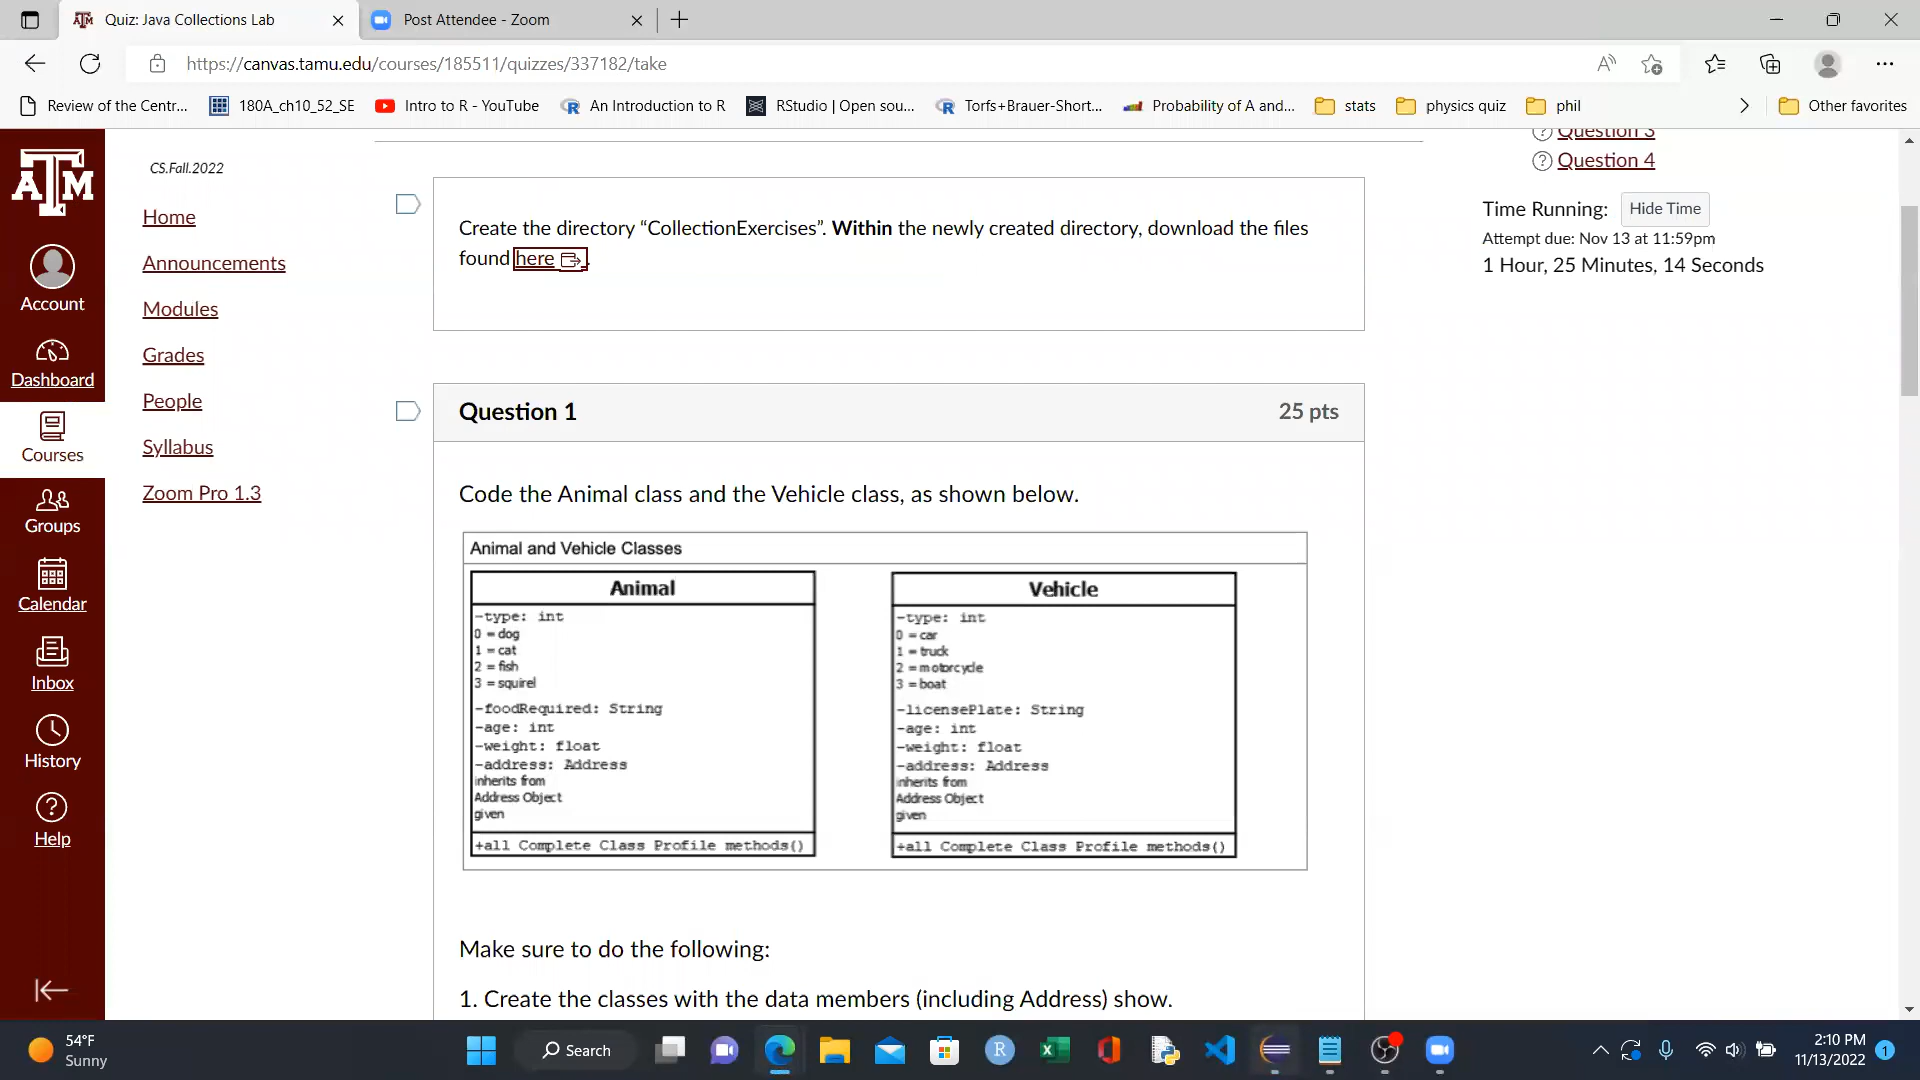 Quiz: Java Collections Lab
Post Attendee - Zoom
https://canvas.tamu.edu/courses/185511/quizzes/337182/take
Review of the Centr...
180A_ch10_52_SE
Intro to R - YouTube
An Introduction to R
RStudio | Open sou...
Torfs+Brauer-Short...
Probability of A and...
stats
physics quiz
phil
Other favorites
Account
Dashboard
Courses
Groups
Calendar
Inbox
History
Help
CS.Fall.2022
Home
Announcements
Modules
Grades
People
Syllabus
Zoom Pro 1.3
Create the directory “CollectionExercises”. Within the newly created directory, download the files
found here.
Question 1
25 pts
Code the Animal class and the Vehicle class, as shown below.
Animal and Vehicle Classes
Animal
-type: int
0 = dog
1 = cat
2 = fish
3 = squirel
-foodRequired: String
-age: int
-weight: float
-address: Address
inherits from
Address Object
given
+all Complete Class Profile methods()
Vehicle
-type: int
0 = car
1 = truck
2 = motorcycle
3 = boat
-licensePlate: String
-age: int
-weight: float
-address: Address
inherits from
Address Object
given
+all Complete Class Profile methods()
Make sure to do the following:
1. Create the classes with the data members (including Address) show.
Question 3
Question 4
Time Running: Hide Time
Attempt due: Nov 13 at 11:59pm
1 Hour, 25 Minutes, 14 Seconds
54°F
Sunny
Search
2:10 PM
11/13/2022
1